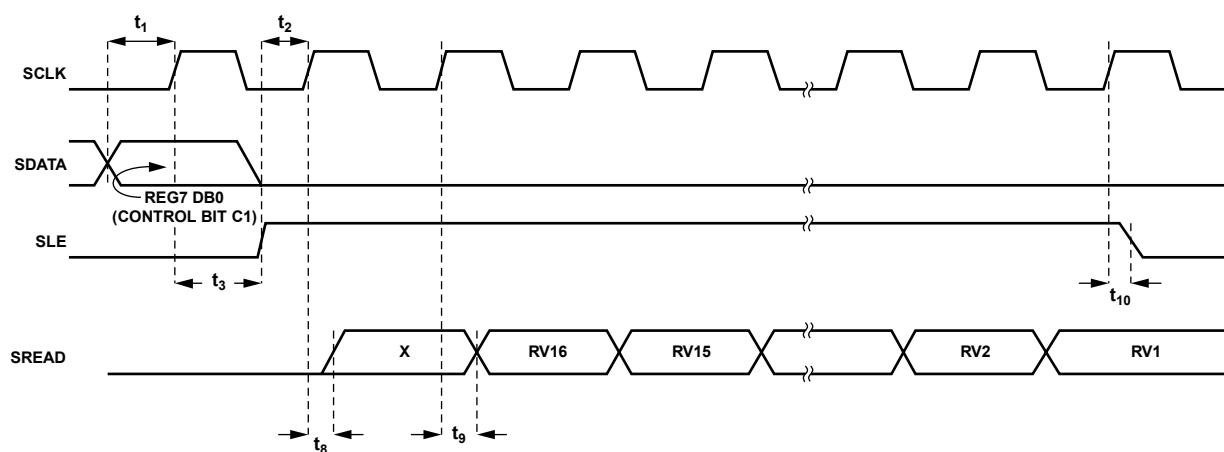 t1
t2
SCLK
SDATA
REG7 DB0
(CONTROL BIT C1)
SLE
t3
t10
SREAD
X
RV16
RV15
RV2
RV1
t8
t9